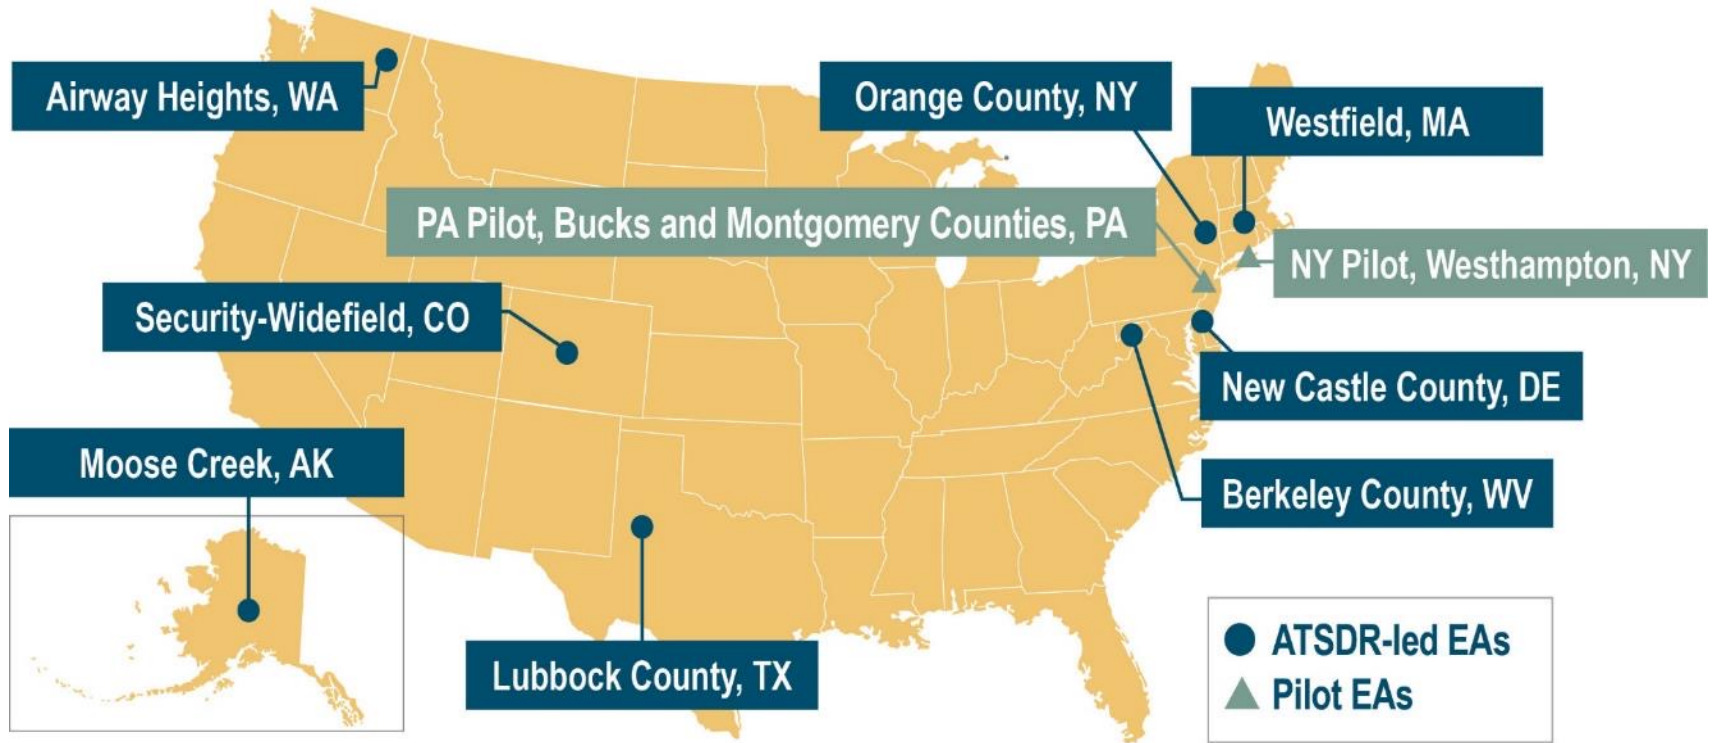 Airway Heights, WA
Orange County, NY
Westfield, MA
PA Pilot, Bucks and Montgomery Counties, PA
NY Pilot, Westhampton, NY
Security-Widefield, CO
New Castle County, DE
Moose Creek, AK
Berkeley County, WV
Lubbock County, TX
ATSDR-led EAs
Pilot EAs